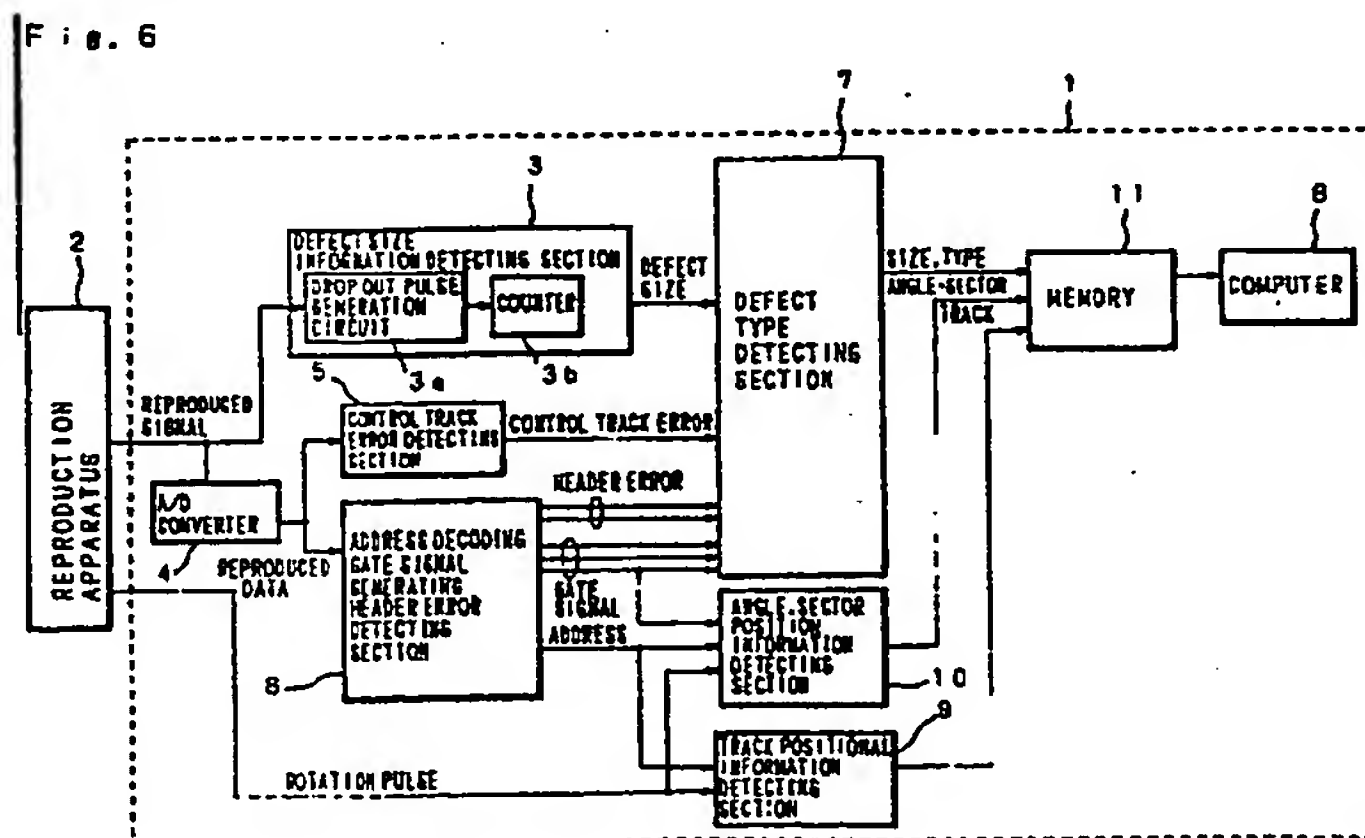 Fig. 6
7
1
3
11
8
2
DEFECT SIZE
INFORMATION DETECTING SECTION
DROP OUT PULSE
GENERATION
CIRCUIT
COUNTER
3a
3b
DEFECT
SIZE
DEFECT
TYPE
DETECTING
SECTION
SIZE, TYPE
ANGLE-SECTOR
TRACK
MEMORY
COMPUTER
REPRODUCTION
APPARATUS
REPRODUCED
SIGNAL
5
CONTROL TRACK
ERROR DETECTING
SECTION
CONTROL TRACK ERROR
A/D
CONVERTER
4
REPRODUCED
DATA
ADDRESS DECODING
GATE SIGNAL
GENERATING
HEADER ERROR
DETECTING
SECTION
6
HEADER ERROR
GATE
SIGNAL
ADDRESS
ANGLE.SECTOR
POSITION
INFORMATION
DETECTING
SECTION
10
9
TRACK POSITIONAL
INFORMATION
DETECTING
SECTION
ROTATION PULSE